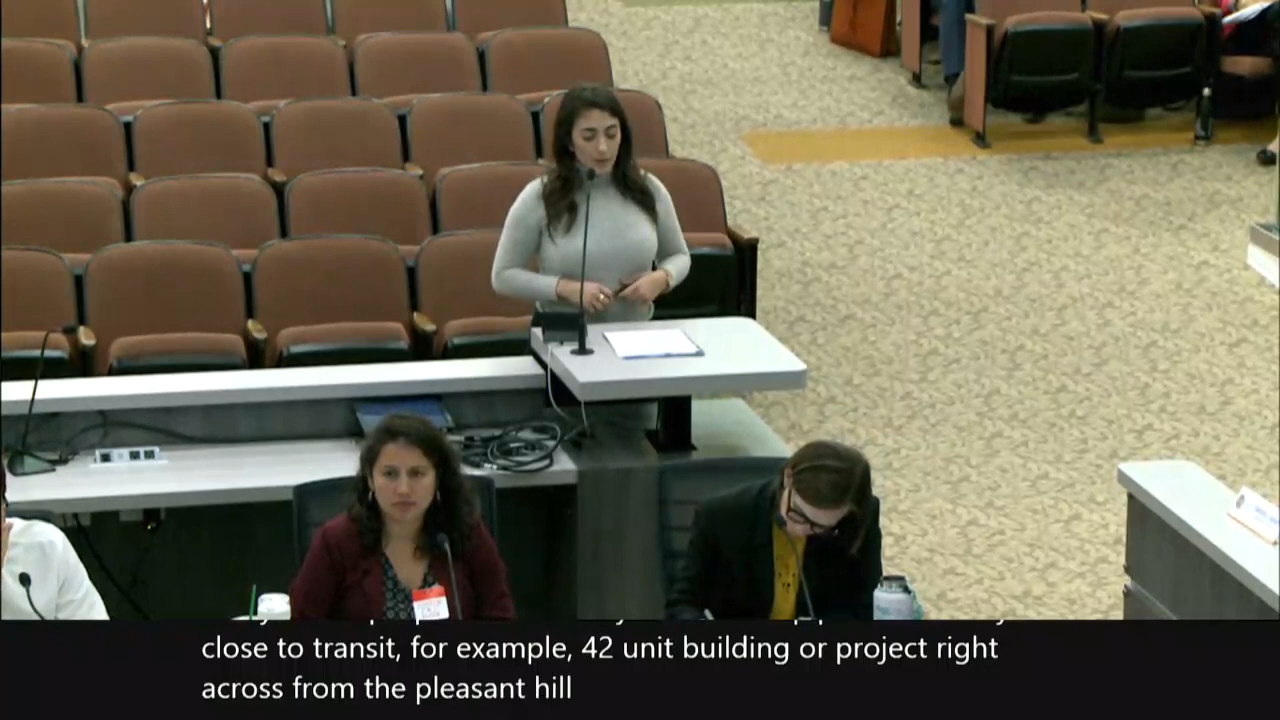 close to transit, for example, 42 unit building or project right
across from the pleasant hill